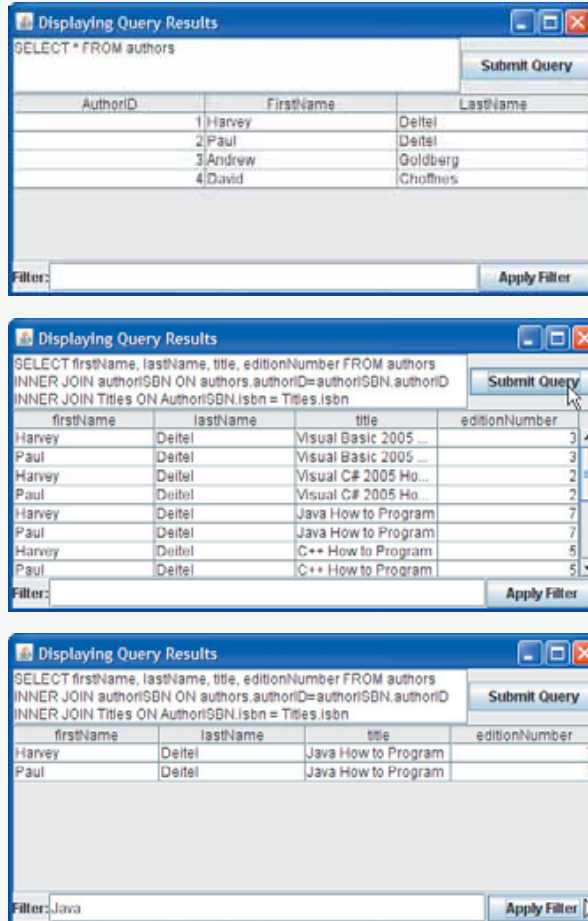 Displaying Query Results
SELECT * FROM authors
Submit Query
AuthorID FirstName LastName
1 Harvey Deitel
2 Paul Deitel
3 Andrew Goldberg
4 David Choffnes
Filter: Apply Filter
Displaying Query Results
SELECT firstName, lastName, title, editionNumber FROM authors
INNER JOIN authorISBN ON authors.authorID=authorISBN.authorID
INNER JOIN Titles ON AuthorISBN.isbn = Titles.isbn
Submit Query
firstName lastName title editionNumber
Harvey Deitel Visual Basic 2005 ... 3
Paul Deitel Visual Basic 2005 ... 3
Harvey Deitel Visual C# 2005 Ho... 2
Paul Deitel Visual C# 2005 Ho... 2
Harvey Deitel Java How to Program 7
Paul Deitel Java How to Program 7
Harvey Deitel C++ How to Program 5
Paul Deitel C++ How to Program 5
Filter: Apply Filter
Displaying Query Results
SELECT firstName, lastName, title, editionNumber FROM authors
INNER JOIN authorISBN ON authors.authorID=authorISBN.authorID
INNER JOIN Titles ON AuthorISBN.isbn = Titles.isbn
Submit Query
firstName lastName title editionNumber
Harvey Deitel Java How to Program
Paul Deitel Java How to Program
Filter: Java Apply Filter